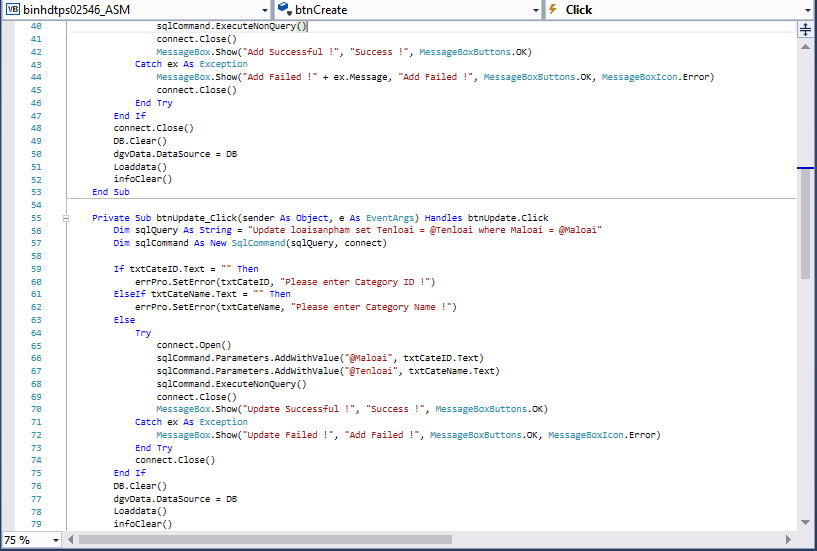 VB binhdtps02546_ASM btnCreate Click
40 sqlCommand.ExecuteNonQuery()
41 connect.Close()
42 MessageBox.Show("Add Successful !", "Success !", MessageBoxButtons.OK)
43 Catch ex As Exception
44 MessageBox.Show("Add Failed !" + ex.Message, "Add Failed !", MessageBoxButtons.OK, MessageBoxIcon.Error)
45 connect.Close()
46 End Try
47 End If
48 connect.Close()
49 DB.Clear()
50 dgvData.DataSource = DB
51 Loaddata()
52 infoClear()
53 End Sub
54
55 Private Sub btnUpdate_Click(sender As Object, e As EventArgs) Handles btnUpdate.Click
56 Dim sqlQuery As String = "Update loaisanpham set Tenloai = @Tenloai where Maloai = @Maloai"
57 Dim sqlCommand As New SqlCommand(sqlQuery, connect)
58
59 If txtCateID.Text = "" Then
60 errPro.SetError(txtCateID, "Please enter Category ID !")
61 ElseIf txtCateName.Text = "" Then
62 errPro.SetError(txtCateName, "Please enter Category Name !")
63 Else
64 Try
65 connect.Open()
66 sqlCommand.Parameters.AddWithValue("@Maloai", txtCateID.Text)
67 sqlCommand.Parameters.AddWithValue("@Tenloai", txtCateName.Text)
68 sqlCommand.ExecuteNonQuery()
69 connect.Close()
70 MessageBox.Show("Update Successful !", "Success !", MessageBoxButtons.OK)
71 Catch ex As Exception
72 MessageBox.Show("Update Failed !", "Add Failed !", MessageBoxButtons.OK, MessageBoxIcon.Error)
73 End Try
74 connect.Close()
75 End If
76 DB.Clear()
77 dgvData.DataSource = DB
78 Loaddata()
79 infoClear()
75 %